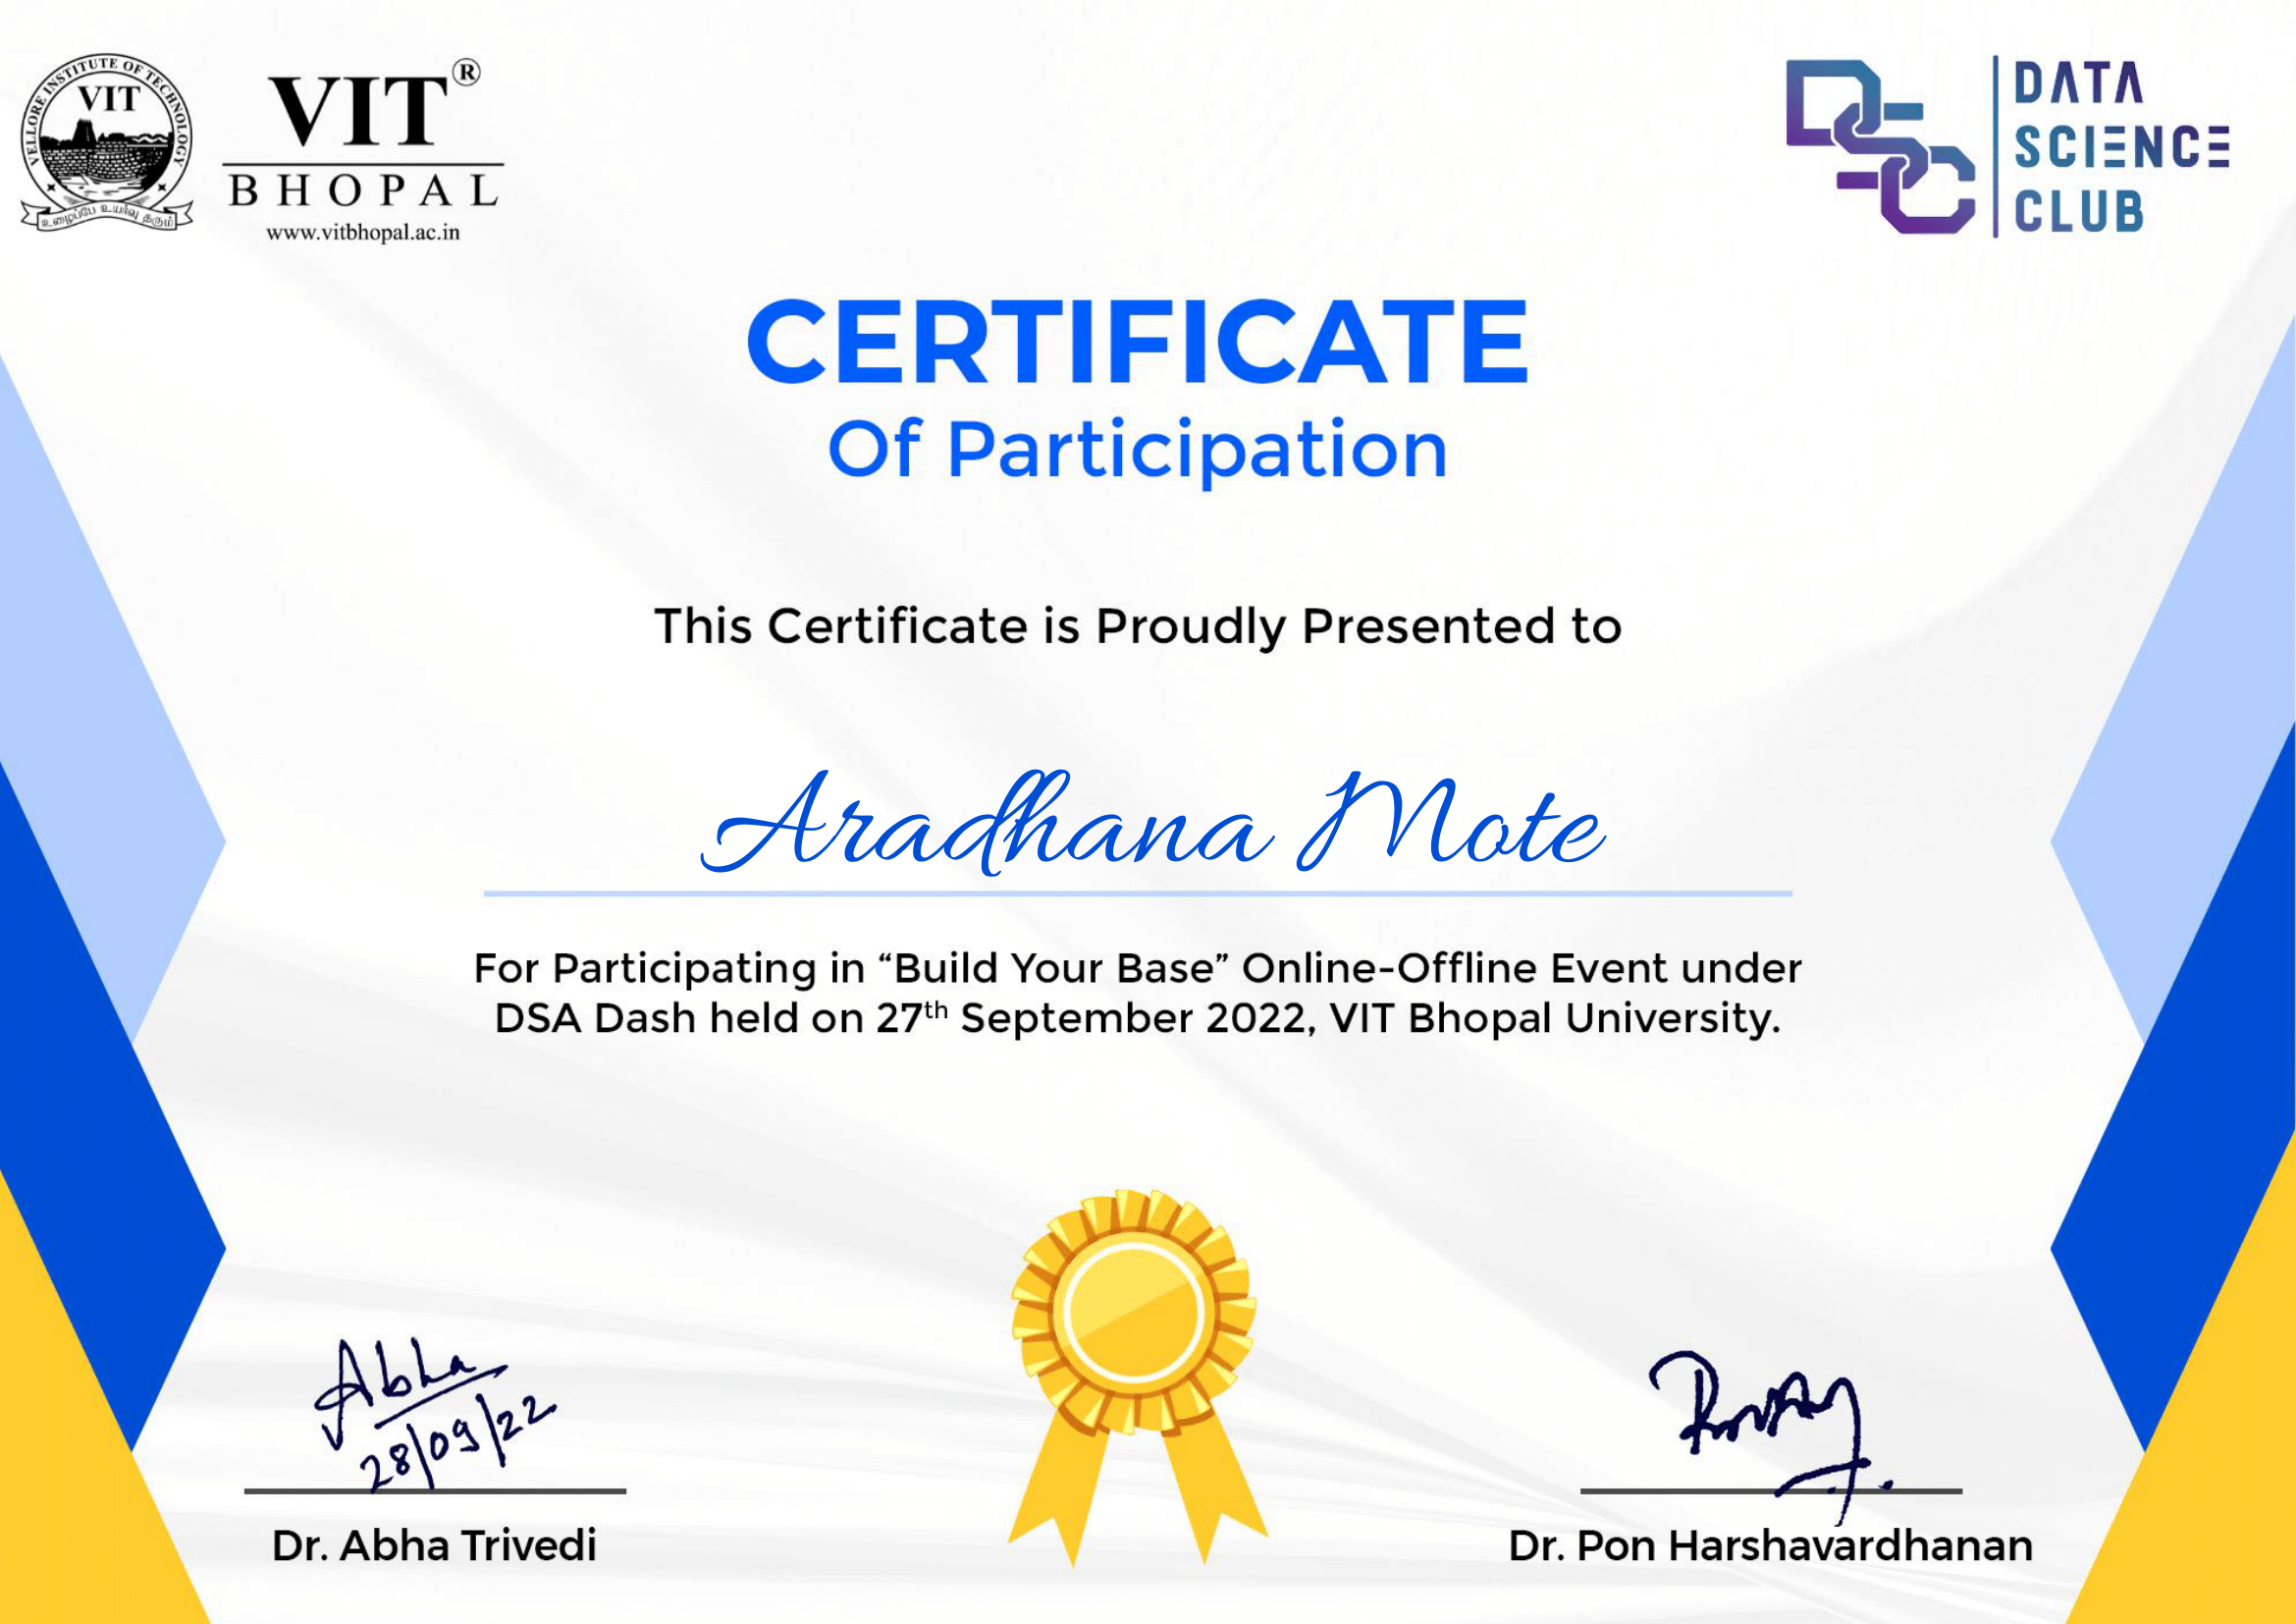 VELLORE INSTITUTE OF TECHNOLOGY
VIT
உழைப்பே உயர்வு தரும்
VIT®
BHOPAL
www.vitbhopal.ac.in
DSC
DATA
SCIENCE
CLUB
CERTIFICATE
Of Participation
This Certificate is Proudly Presented to
Aradhana Mote
For Participating in “Build Your Base” Online-Offline Event under
DSA Dash held on 27th September 2022, VIT Bhopal University.
Abha
28/09/22
Dr. Abha Trivedi
Dr. Pon Harshavardhanan